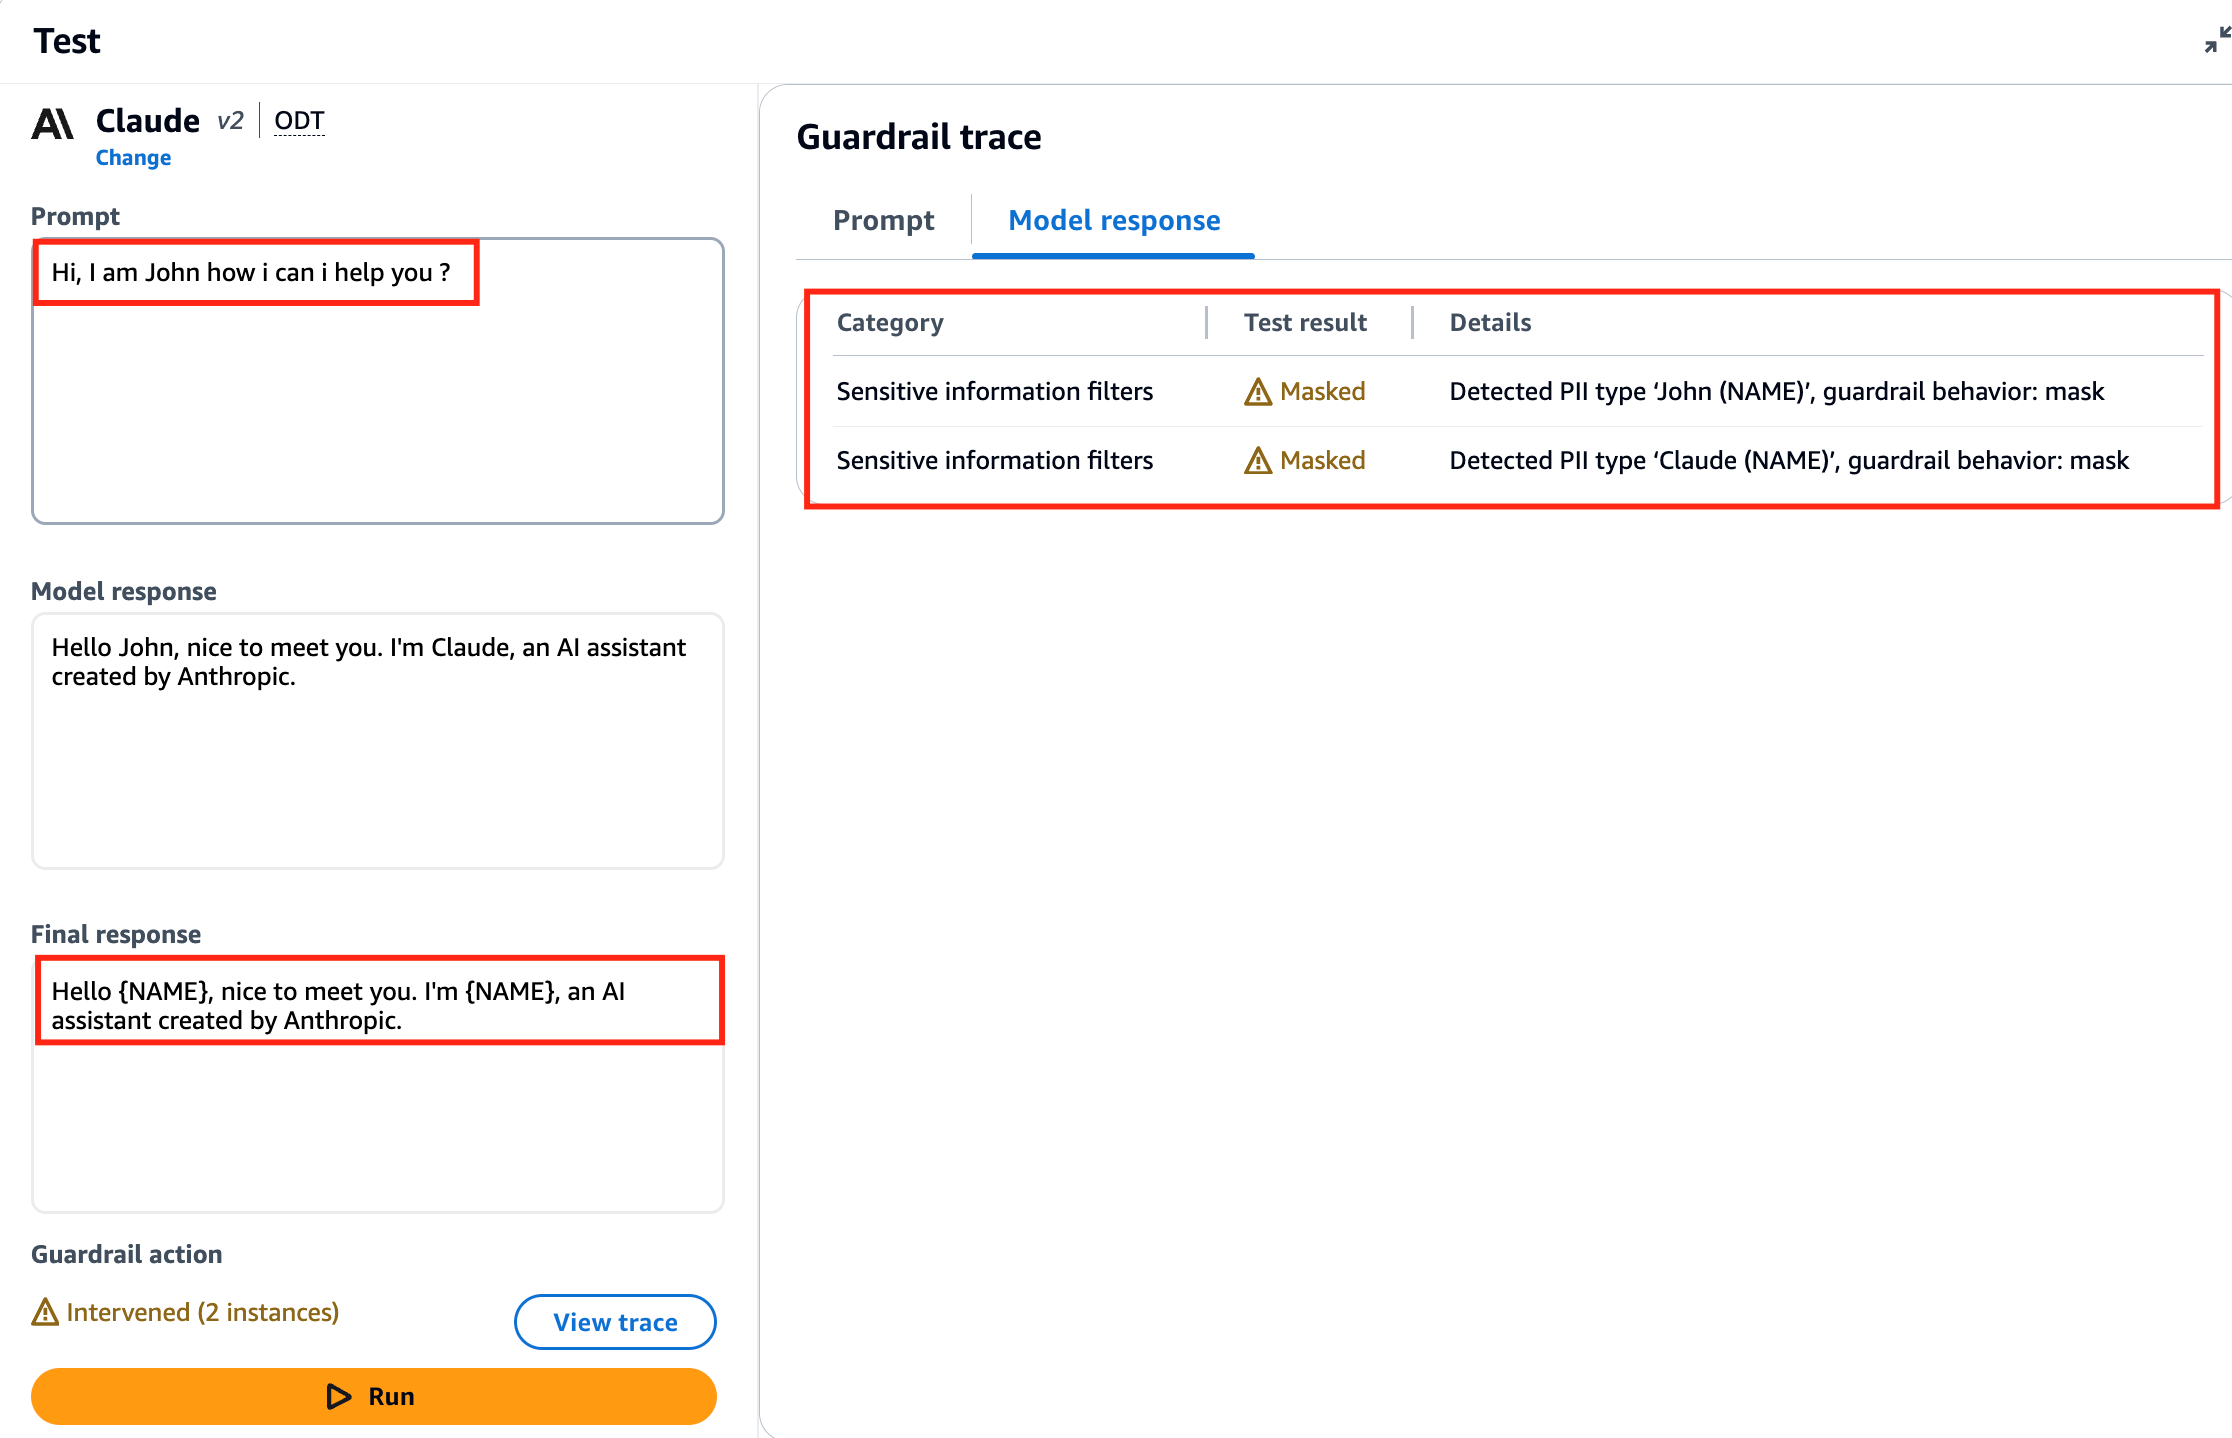 Test
Claude v2 ODT
Change
Prompt
Hi, I am John how i can i help you ?
Model response
Hello John, nice to meet you. I'm Claude, an AI assistant
created by Anthropic.
Final response
Hello {NAME}, nice to meet you. I'm {NAME}, an AI
assistant created by Anthropic.
Guardrail action
Intervened (2 instances)
View trace
Run
Guardrail trace
Prompt Model response
Category Test result Details
Sensitive information filters Masked Detected PII type ‘John (NAME)’, guardrail behavior: mask
Sensitive information filters Masked Detected PII type ‘Claude (NAME)’, guardrail behavior: mask